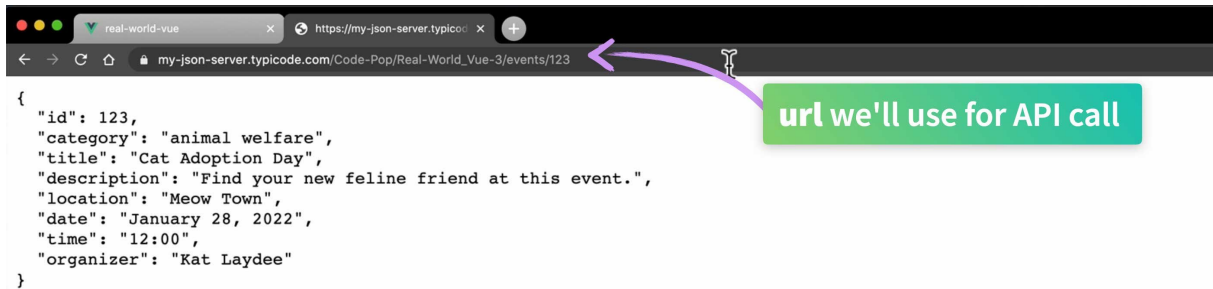 real-world-vue
https://my-json-server.typicod
my-json-server.typicode.com/Code-Pop/Real-World_Vue-3/events/123
url we'll use for API call
{
"id": 123,
"category": "animal welfare",
"title": "Cat Adoption Day",
"description": "Find your new feline friend at this event.",
"location": "Meow Town",
"date": "January 28, 2022",
"time": "12:00",
"organizer": "Kat Laydee"
}